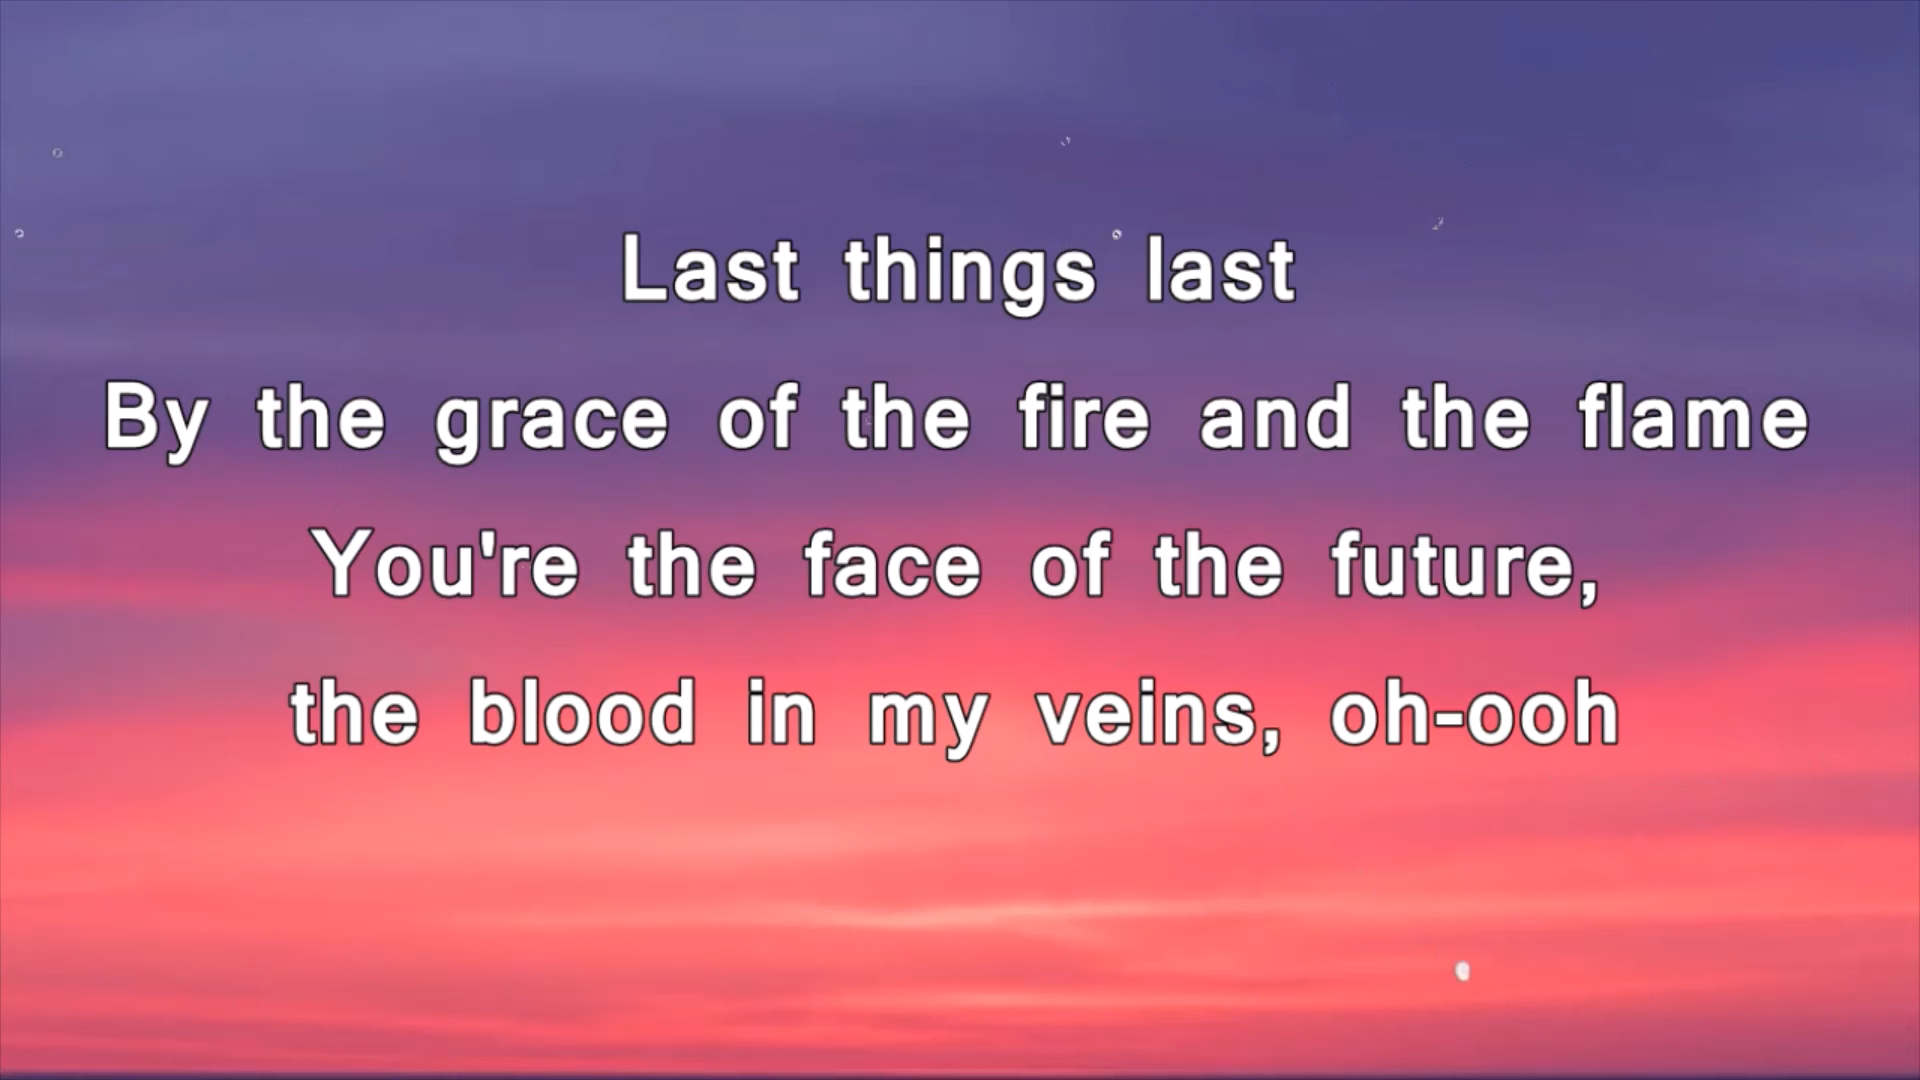 Last things last
By the grace of the fire and the flame
You're the face of the future,
the blood in my veins, oh-ooh